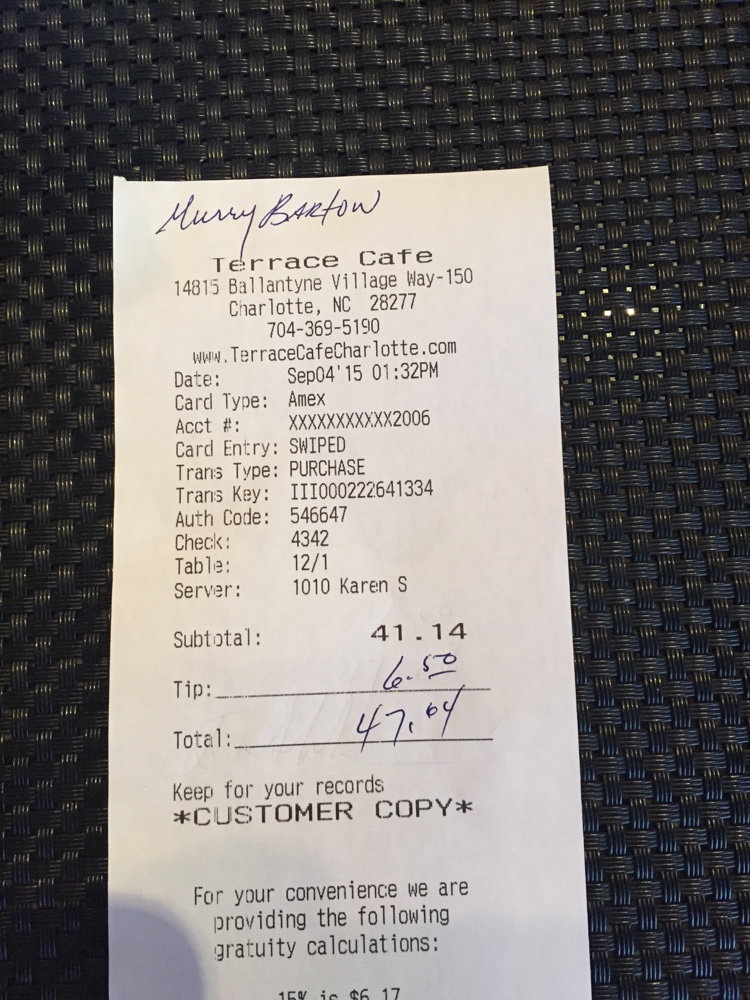 Murry BARTOW
Terrace Cafe
14815 Ballantyne Village Way-150
Charlotte, NC 28277
704-369-5190
www.TerraceCafeCharlotte.com
Date: Sep04'15 01:32PM
Card Type: Amex
Acct #: XXXXXXXXXXX2006
Card Entry: SWIPED
Trans Type: PURCHASE
Trans Key: III000222641334
Auth Code: 546647
Check: 4342
Table: 12/1
Server: 1010 Karen S
Subtotal: 41.14
Tip: 6.50
Total: 47.64
Keep for your records
*CUSTOMER COPY*
For your convenience we are
providing the following
gratuity calculations:
15% is $6.17